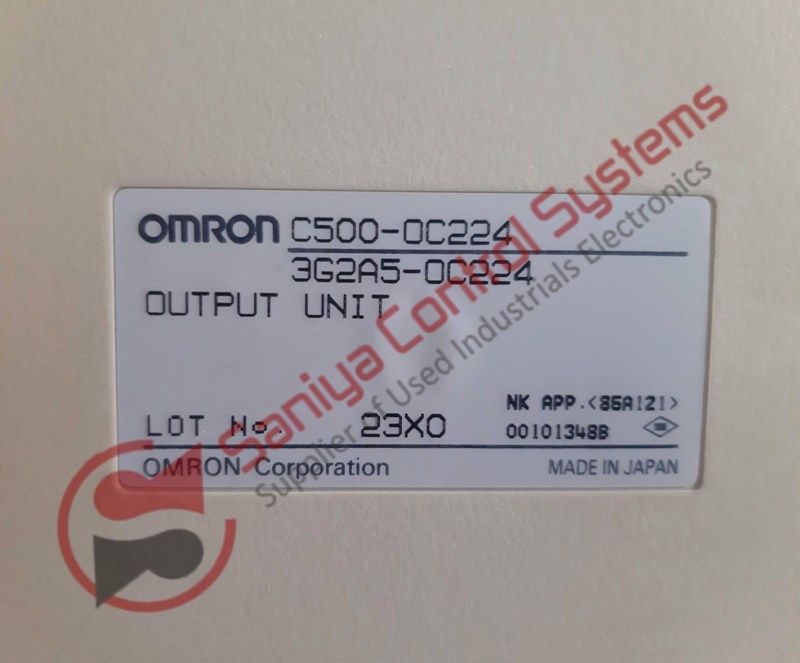 OMRON C500-OC224
3G2A5-OC224
OUTPUT UNIT
NK APP.<86A121>
LOT No. 23X0
00101348B
OMRON Corporation MADE IN JAPAN
Saniya Control Systems
Supplier of Used Industrials Electronics